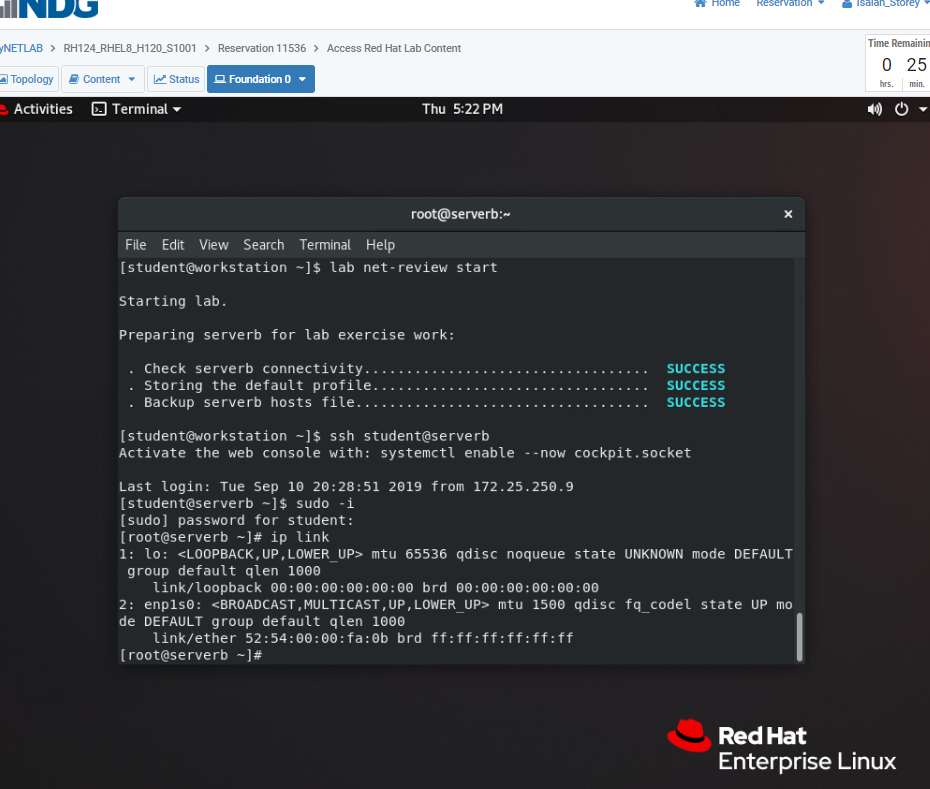 NDG
Home Reservation Isaiah_Storey
yNETLAB > RH124_RHEL8_H120_S1001 > Reservation 11536 > Access Red Hat Lab Content
Time Remainin
0 25
hrs. min.
Topology Content Status Foundation 0
Activities Terminal Thu 5:22 PM
root@serverb:~ ×
File Edit View Search Terminal Help
[student@workstation ~]$ lab net-review start
Starting lab.
Preparing serverb for lab exercise work:
. Check serverb connectivity.................................. SUCCESS
. Storing the default profile................................. SUCCESS
. Backup serverb hosts file................................... SUCCESS
[student@workstation ~]$ ssh student@serverb
Activate the web console with: systemctl enable --now cockpit.socket
Last login: Tue Sep 10 20:28:51 2019 from 172.25.250.9
[student@serverb ~]$ sudo -i
[sudo] password for student:
[root@serverb ~]# ip link
1: lo: <LOOPBACK,UP,LOWER_UP> mtu 65536 qdisc noqueue state UNKNOWN mode DEFAULT
group default qlen 1000
link/loopback 00:00:00:00:00:00 brd 00:00:00:00:00:00
2: enp1s0: <BROADCAST,MULTICAST,UP,LOWER_UP> mtu 1500 qdisc fq_codel state UP mo
de DEFAULT group default qlen 1000
link/ether 52:54:00:00:fa:0b brd ff:ff:ff:ff:ff:ff
[root@serverb ~]#
Red Hat
Enterprise Linux